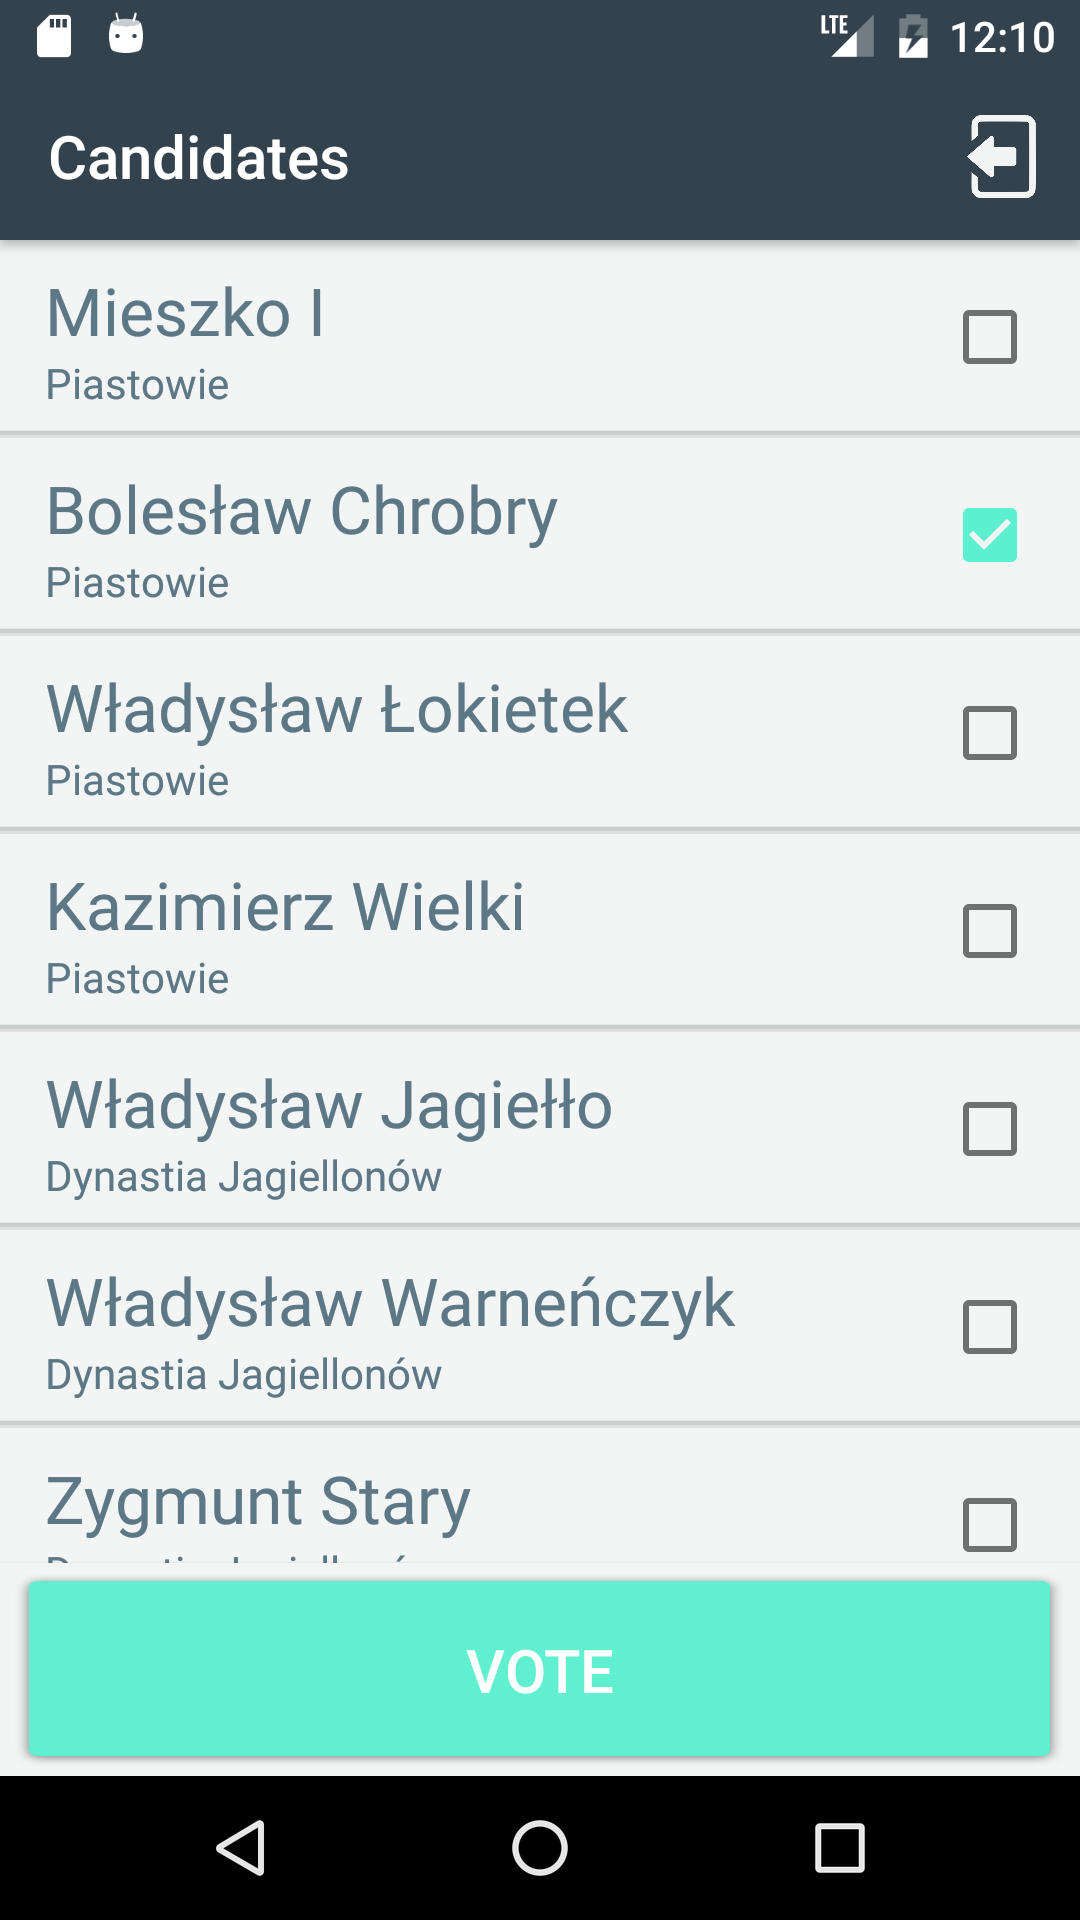 LTE 12:10
Candidates
Mieszko I
Piastowie
Bolesław Chrobry
Piastowie
Władysław Łokietek
Piastowie
Kazimierz Wielki
Piastowie
Władysław Jagiełło
Dynastia Jagiellonów
Władysław Warneńczyk
Dynastia Jagiellonów
Zygmunt Stary
VOTE